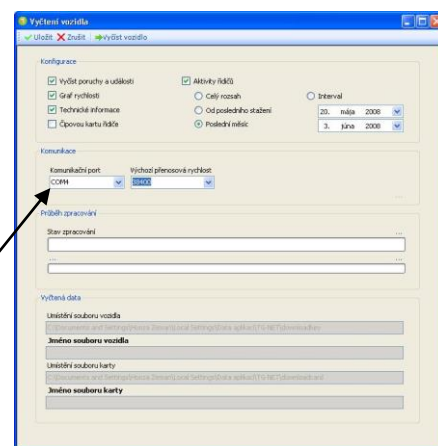 Vyčtení vozidla
Uložit Zrušit Vyčíst vozidlo
Konfigurace
Vyčíst poruchy a události Aktivity řidičů
Graf rychlosti Celý rozsah Interval
Technické informace Od posledního stažení 20. mája 2008
Čipovou kartu řidiče Poslední měsíc 3. júna 2008
Komunikace
Komunikační port Výchozí přenosová rychlost
COM4 38400
...
Průběh zpracování
Stav zpracování ...
... ...
Vyčtená data
Umístění souboru vozidla
Jméno souboru vozidla
Umístění souboru karty
Jméno souboru karty